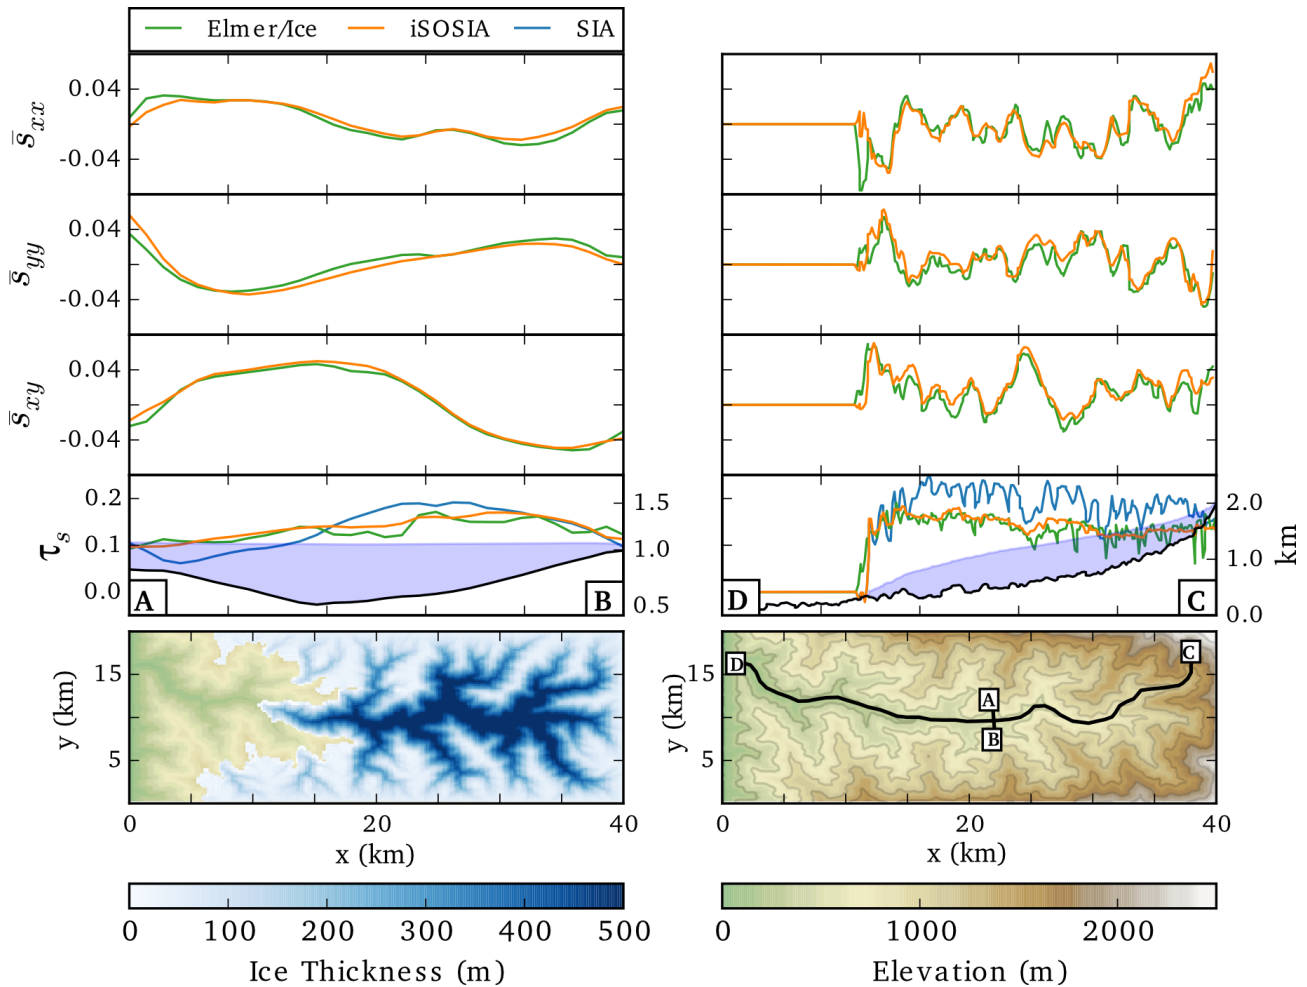 Elmer/Ice iSOSIA SIA
0.04
-0.04
s̄xx
0.04
-0.04
s̄yy
0.04
-0.04
s̄xy
0.2
0.1
0.0
τs
1.5
1.0
0.5
A B
2.0
1.0
0.0
km
D C
15
5
y (km)
0 20 40
x (km)
15
5
y (km)
D
C
A
B
0 20 40
x (km)
0 100 200 300 400 500
Ice Thickness (m)
0 1000 2000
Elevation (m)